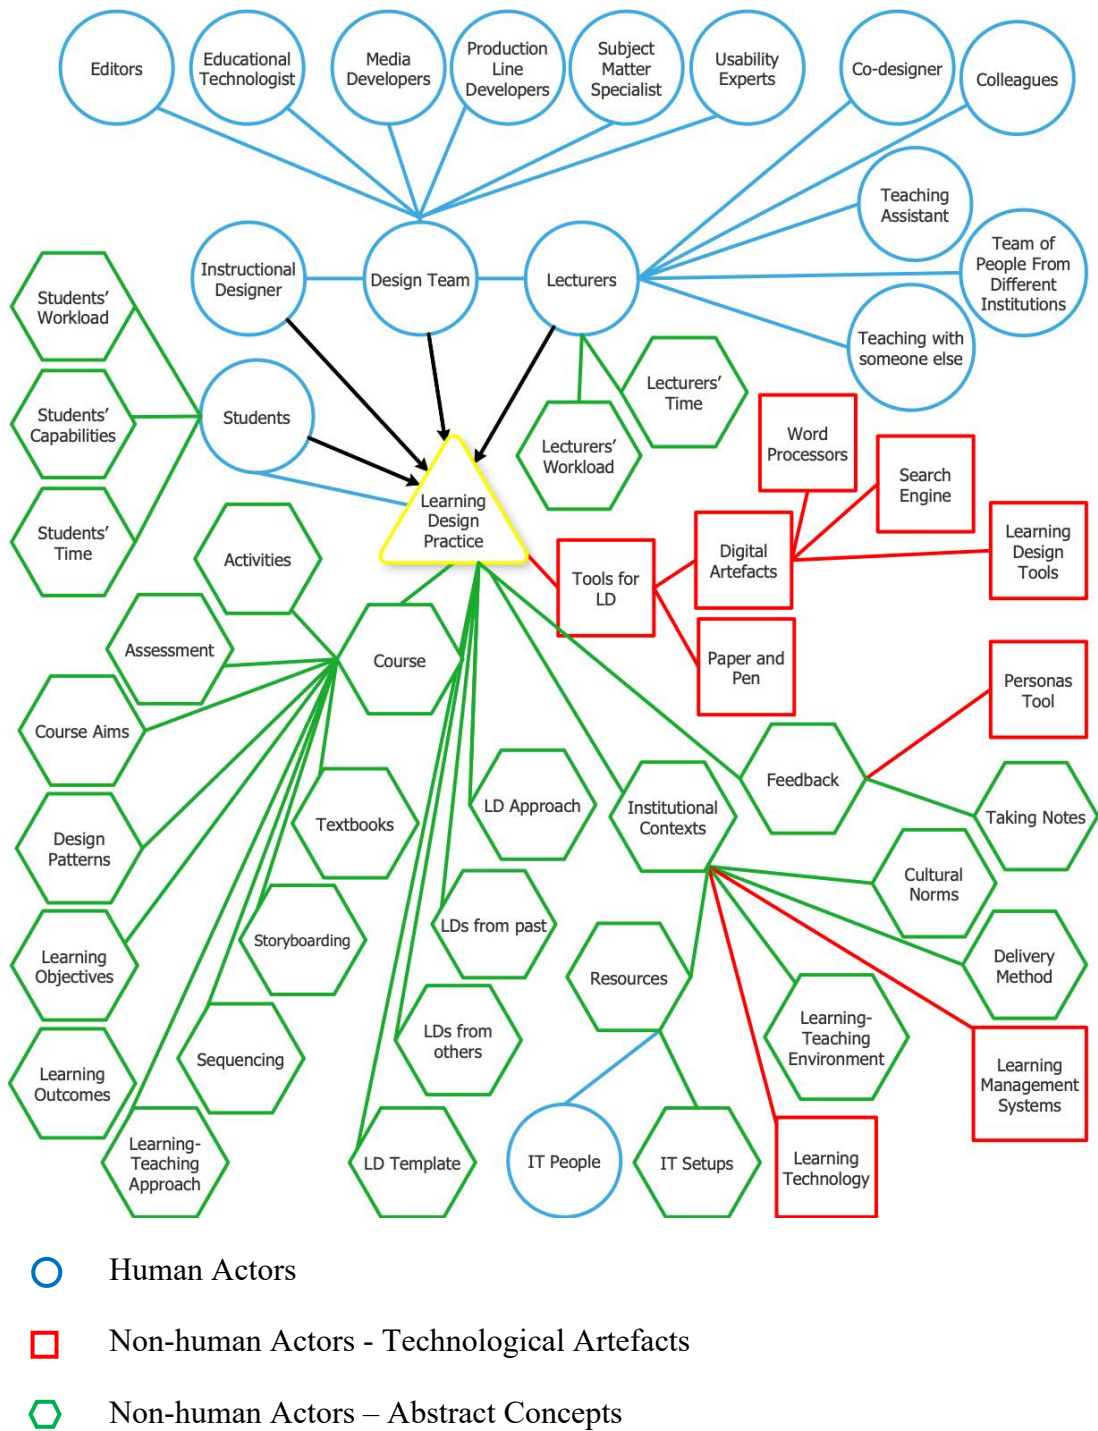 Editors
Educational
Technologist
Media
Developers
Production
Line
Developers
Subject
Matter
Specialist
Usability
Experts
Co-designer
Colleagues
Teaching
Assistant
Team of
People From
Different
Institutions
Instructional
Designer
Design Team
Lecturers
Teaching with
someone else
Students'
Workload
Students'
Capabilities
Students'
Time
Students
Lecturers'
Time
Lecturers'
Workload
Word
Processors
Search
Engine
Learning
Design
Tools
Learning
Design
Practice
Tools for
LD
Digital
Artefacts
Paper and
Pen
Personas
Tool
Activities
Assessment
Course
Course Aims
Design
Patterns
Learning
Objectives
Learning
Outcomes
Learning-
Teaching
Approach
Sequencing
Storyboarding
Textbooks
LD Approach
LDs from past
LDs from
others
LD Template
Institutional
Contexts
Feedback
Taking Notes
Cultural
Norms
Delivery
Method
Resources
Learning-
Teaching
Environment
Learning
Management
Systems
IT People
IT Setups
Learning
Technology
Human Actors
Non-human Actors - Technological Artefacts
Non-human Actors – Abstract Concepts